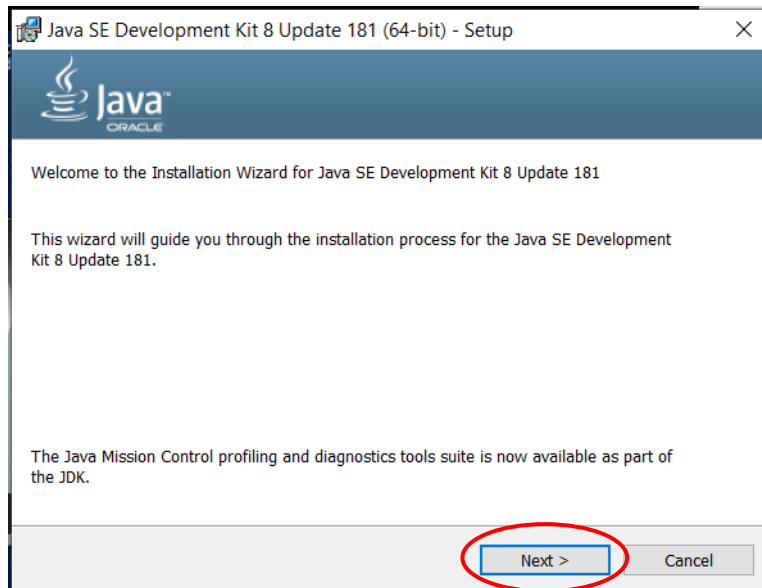 Java SE Development Kit 8 Update 181 (64-bit) - Setup
Java™
ORACLE
Welcome to the Installation Wizard for Java SE Development Kit 8 Update 181
This wizard will guide you through the installation process for the Java SE Development
Kit 8 Update 181.
The Java Mission Control profiling and diagnostics tools suite is now available as part of
the JDK.
Next >
Cancel